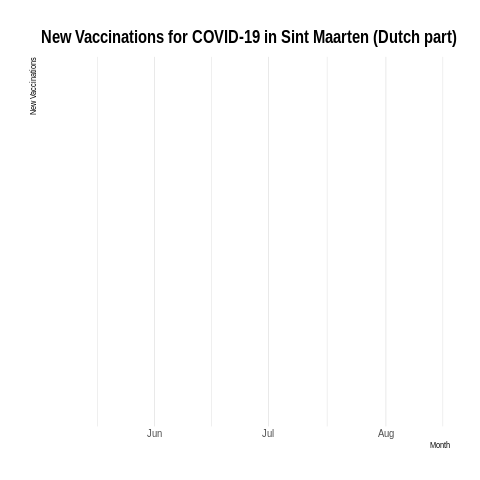 New Vaccinations for COVID-19 in Sint Maarten (Dutch part)
New Vaccinations
Jun Jul Aug
Month